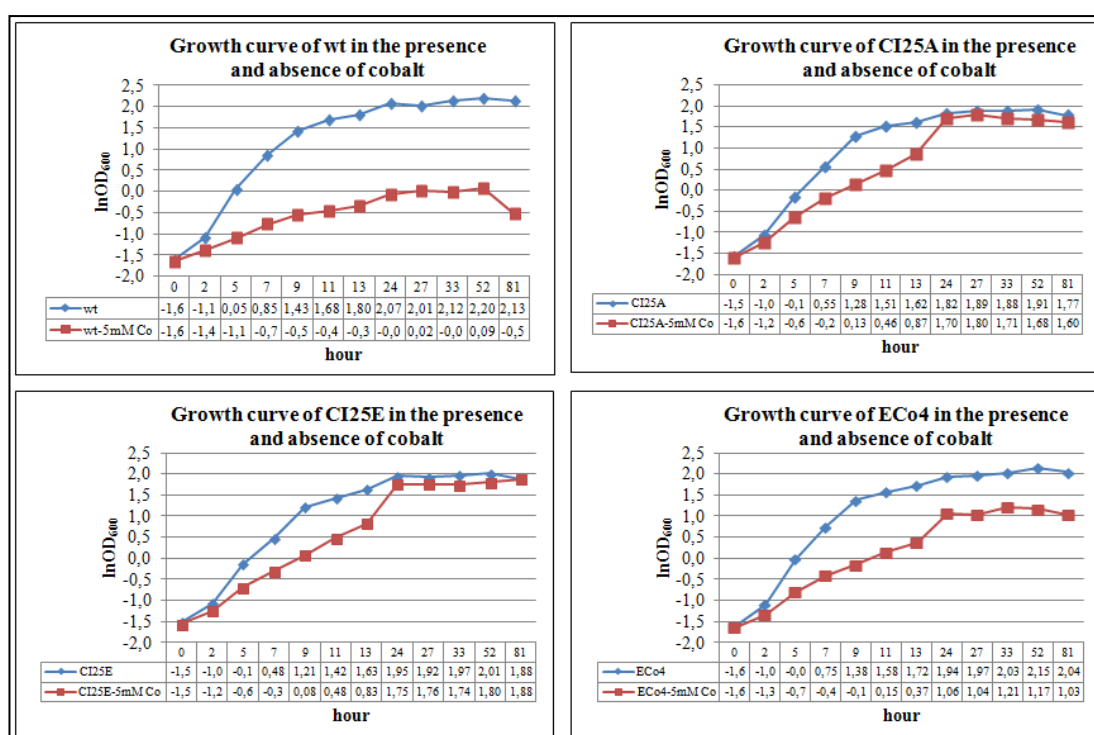 Growth curve of wt in the presence
and absence of cobalt
lnOD600
2,5
2,0
1,5
1,0
0,5
0,0
-0,5
-1,0
-1,5
-2,0
0 2 5 7 9 11 13 24 27 33 52 81
wt -1,6 -1,1 0,05 0,85 1,43 1,68 1,80 2,07 2,01 2,12 2,20 2,13
wt-5mM Co -1,6 -1,4 -1,1 -0,7 -0,5 -0,4 -0,3 -0,0 0,02 -0,0 0,09 -0,5
hour
Growth curve of CI25A in the presence
and absence of cobalt
lnOD600
2,5
2,0
1,5
1,0
0,5
0,0
-0,5
-1,0
-1,5
-2,0
0 2 5 7 9 11 13 24 27 33 52 81
CI25A -1,5 -1,0 -0,1 0,55 1,28 1,51 1,62 1,82 1,89 1,88 1,91 1,77
CI25A-5mM Co -1,6 -1,2 -0,6 -0,2 0,13 0,46 0,87 1,70 1,80 1,71 1,68 1,60
hour
Growth curve of CI25E in the presence
and absence of cobalt
lnOD600
2,5
2,0
1,5
1,0
0,5
0,0
-0,5
-1,0
-1,5
-2,0
0 2 5 7 9 11 13 24 27 33 52 81
CI25E -1,5 -1,0 -0,1 0,48 1,21 1,42 1,63 1,95 1,92 1,97 2,01 1,88
CI25E-5mM Co -1,5 -1,2 -0,6 -0,3 0,08 0,48 0,83 1,75 1,76 1,74 1,80 1,88
hour
Growth curve of ECo4 in the presence
and absence of cobalt
lnOD600
2,5
2,0
1,5
1,0
0,5
0,0
-0,5
-1,0
-1,5
-2,0
0 2 5 7 9 11 13 24 27 33 52 81
ECo4 -1,6 -1,0 -0,0 0,75 1,38 1,58 1,72 1,94 1,97 2,03 2,15 2,04
ECo4-5mM Co -1,6 -1,3 -0,7 -0,4 -0,1 0,15 0,37 1,06 1,04 1,21 1,17 1,03
hour